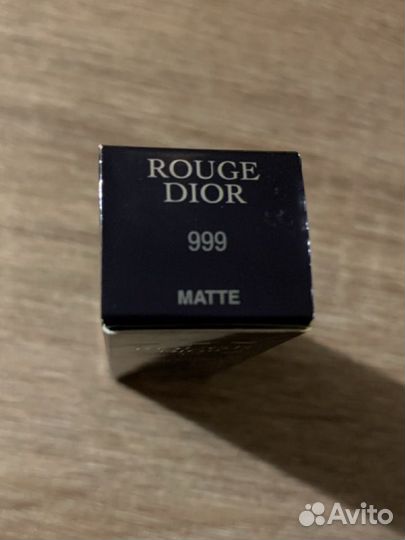 ROUGE
DIOR
999
MATTE
Avito